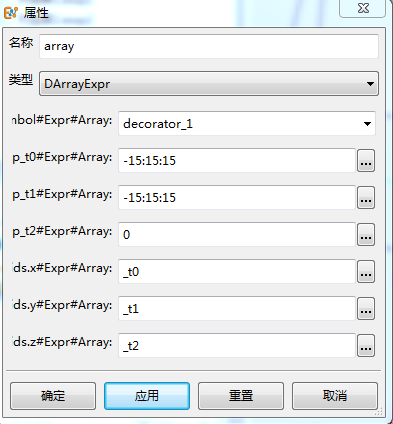 属性
名称 array
类型 DArrayExpr
nbol#Expr#Array: decorator_1
p_t0#Expr#Array: -15:15:15 ...
p_t1#Expr#Array: -15:15:15 ...
p_t2#Expr#Array: 0 ...
ds.x#Expr#Array: _t0 ...
ds.y#Expr#Array: _t1 ...
ds.z#Expr#Array: _t2 ...
确定 应用 重置 取消